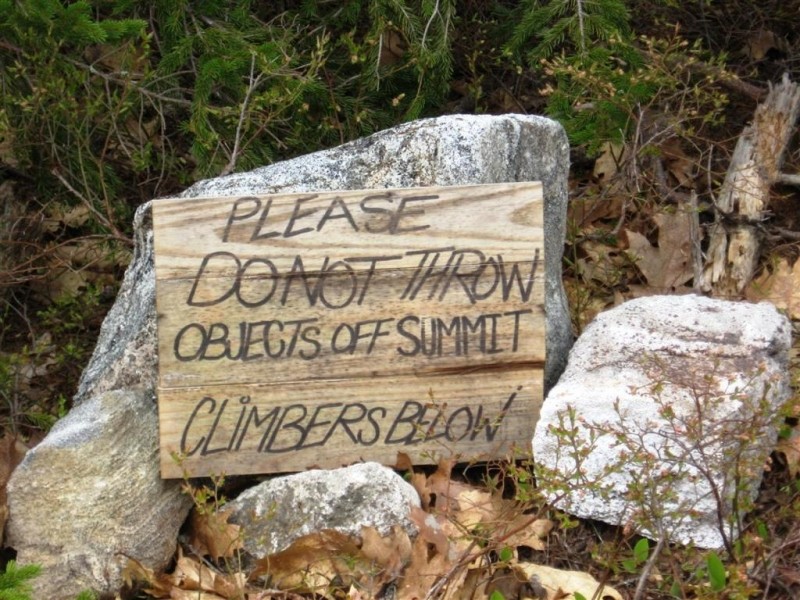 PLEASE
DO NOT THROW
OBJECTS OFF SUMMIT
CLiMBERS BELOW